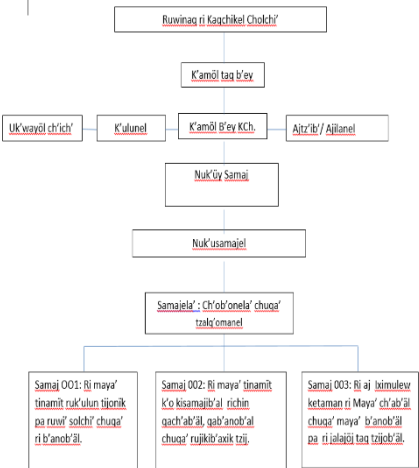 Ruwinaq ri Kaqchikel Cholchi'
K'amöl taq b'ey
Uk'wayöl ch'ich'
K'ulunel
K'amöl B'ey KCh.
Ajtz'ib'/ Ajilanel
Nuk'üy Samaj
Nuk'usamajel
Samajela' : Ch'ob'onela' chuqa'
tzalq'omanel
Samaj OO1: Ri maya'
tinamït ruk'ulun tijonik
pa ruwi' solchi' chuqa'
ri b'anob'äl.
Samaj 002: Ri maya' tinamït
k'o kisamajib'al richin
qach'ab'äl, qab'anob'al
chuqa' rujikib'axik tzij.
Samaj 003: Ri aj Iximulew
ketaman ri Maya' ch'ab'äl
chuqa' maya' b'anob'äl
pa ri jalajöj taq tzijob'äl.